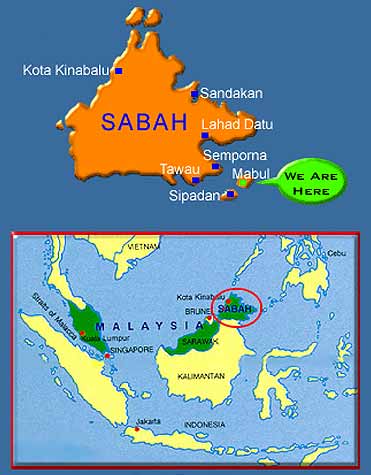 Kota Kinabalu
Sandakan
SABAH
Lahad Datu
Semporna
Tawau
Mabul
WE ARE
HERE
Sipadan
VIETNAM
Cebu
Kota Kinabalu
SABAH
BRUNE
Straits of Malacca
MALAYSIA
Kuala Lumpur
SARAWAK
SINGAPORE
KALIMANTAN
Jakarta
INDONESIA